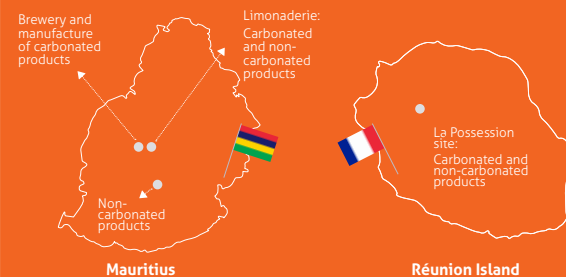 Brewery and
manufacture
of carbonated
products
Limonaderie:
Carbonated
and non-
carbonated
products
Non-
carbonated
products
Mauritius
La Possession
site:
Carbonated and
non-carbonated
products
Réunion Island